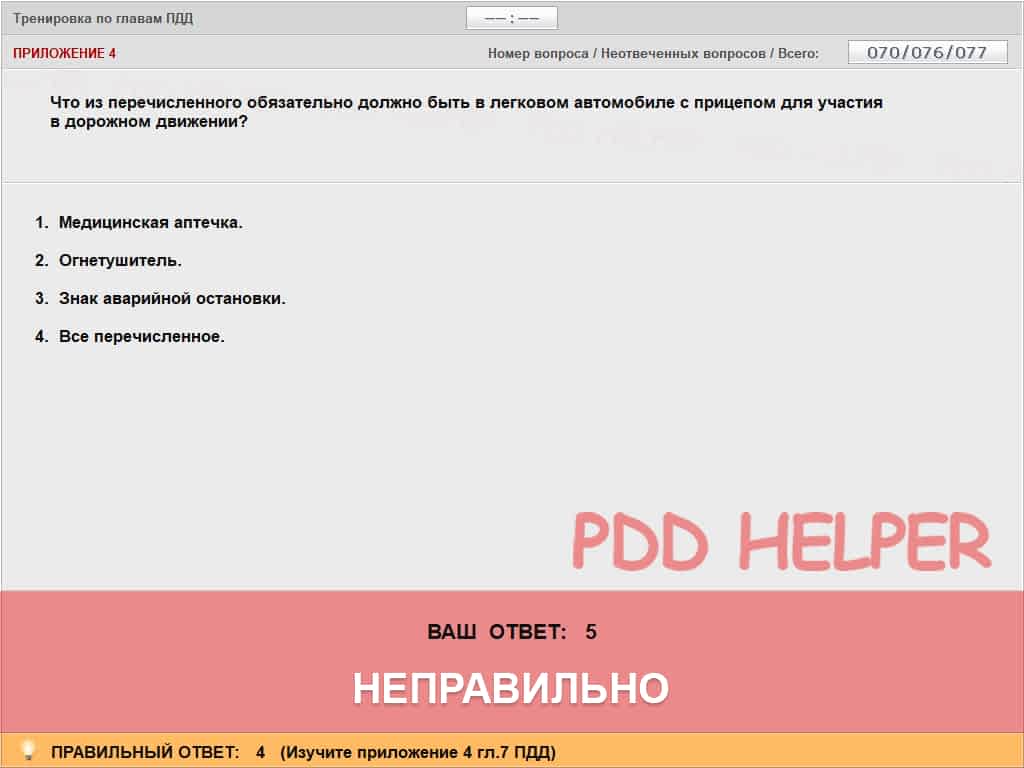 Тренировка по главам ПДД
–– : ––
ПРИЛОЖЕНИЕ 4
Номер вопроса / Неотвеченных вопросов / Всего:
070/076/077
Что из перечисленного обязательно должно быть в легковом автомобиле с прицепом для участия
в дорожном движении?
1. Медицинская аптечка.
2. Огнетушитель.
3. Знак аварийной остановки.
4. Все перечисленное.
PDD HELPER
ВАШ ОТВЕТ: 5
НЕПРАВИЛЬНО
ПРАВИЛЬНЫЙ ОТВЕТ: 4 (Изучите приложение 4 гл.7 ПДД)